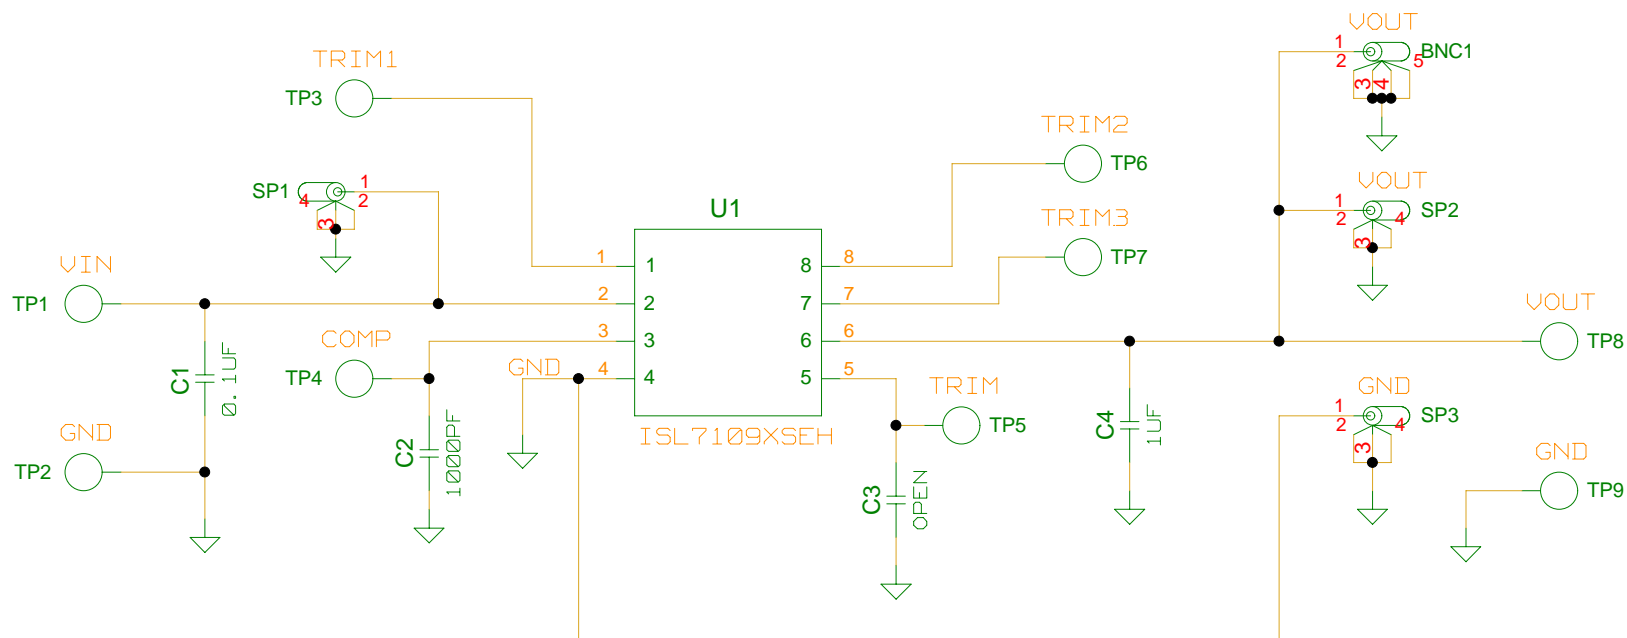 VOUT
1
2
3
4
5
BNC1
TRIM1
TP3
TRIM2
TP6
SP1
4
1
2
3
VOUT
1
2
3
4
SP2
U1
TRIM3
TP7
VIN
TP1
1
1
8
8
2
2
7
7
COMP
TP4
3
3
6
6
GND
4
4
5
5
VOUT
TP8
C1
0.1UF
TRIM
TP5
GND
1
2
3
4
SP3
ISL7109XSEH
C4
1UF
GND
TP2
C2
1000PF
C3
OPEN
GND
TP9